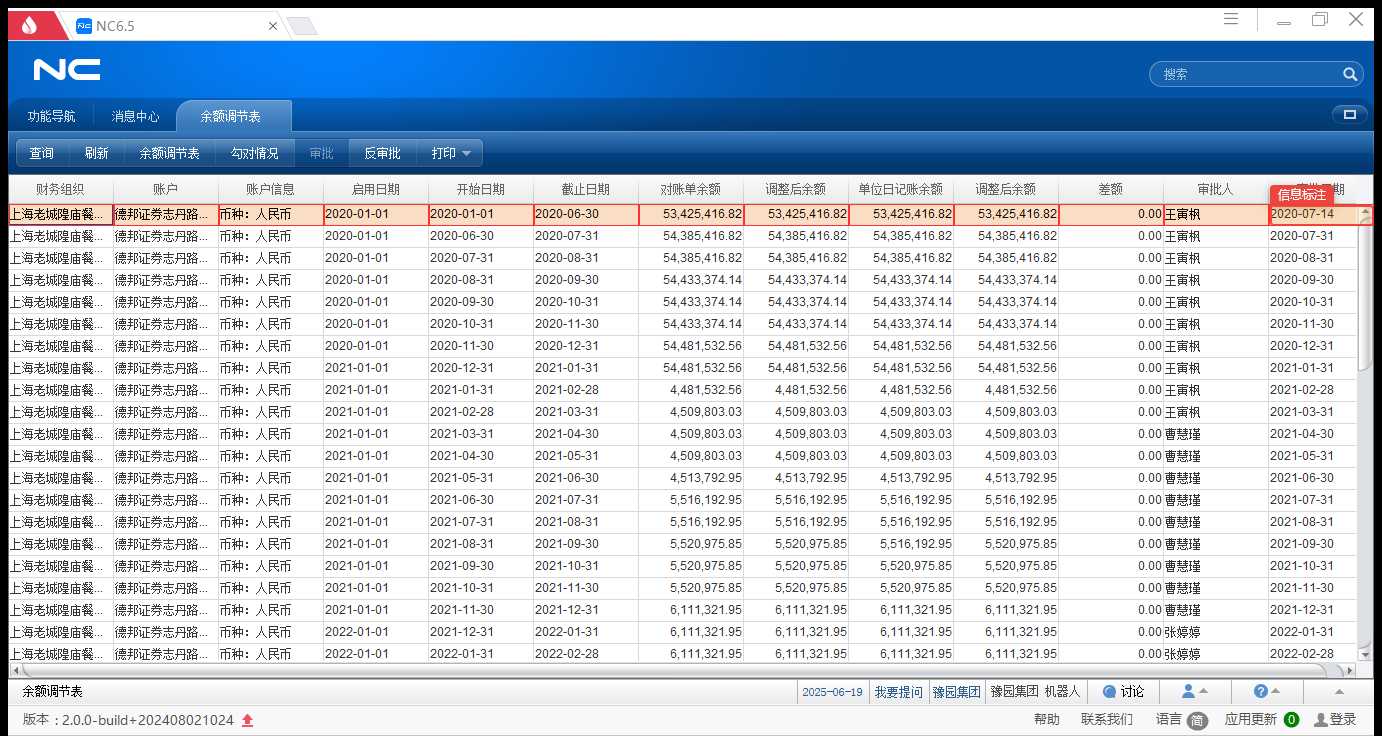 NC6.5
NC
搜索
功能导航 消息中心 余额调节表
查询 刷新 余额调节表 勾对情况 审批 反审批 打印
财务组织 账户 账户信息 启用日期 开始日期 截止日期 对账单余额 调整后余额 单位日记账余额 调整后余额 差额 审批人 日期
信息标注
上海老城隍庙餐... 德邦证券志丹路... 币种：人民币 2020-01-01 2020-01-01 2020-06-30 53,425,416.82 53,425,416.82 53,425,416.82 53,425,416.82 0.00 王寅枫 2020-07-14
上海老城隍庙餐... 德邦证券志丹路... 币种：人民币 2020-01-01 2020-06-30 2020-07-31 54,385,416.82 54,385,416.82 54,385,416.82 54,385,416.82 0.00 王寅枫 2020-07-31
上海老城隍庙餐... 德邦证券志丹路... 币种：人民币 2020-01-01 2020-07-31 2020-08-31 54,385,416.82 54,385,416.82 54,385,416.82 54,385,416.82 0.00 王寅枫 2020-08-31
上海老城隍庙餐... 德邦证券志丹路... 币种：人民币 2020-01-01 2020-08-31 2020-09-30 54,433,374.14 54,433,374.14 54,433,374.14 54,433,374.14 0.00 王寅枫 2020-09-30
上海老城隍庙餐... 德邦证券志丹路... 币种：人民币 2020-01-01 2020-09-30 2020-10-31 54,433,374.14 54,433,374.14 54,433,374.14 54,433,374.14 0.00 王寅枫 2020-10-31
上海老城隍庙餐... 德邦证券志丹路... 币种：人民币 2020-01-01 2020-10-31 2020-11-30 54,433,374.14 54,433,374.14 54,433,374.14 54,433,374.14 0.00 王寅枫 2020-11-30
上海老城隍庙餐... 德邦证券志丹路... 币种：人民币 2020-01-01 2020-11-30 2020-12-31 54,481,532.56 54,481,532.56 54,481,532.56 54,481,532.56 0.00 王寅枫 2020-12-31
上海老城隍庙餐... 德邦证券志丹路... 币种：人民币 2021-01-01 2020-12-31 2021-01-31 54,481,532.56 54,481,532.56 54,481,532.56 54,481,532.56 0.00 王寅枫 2021-01-31
上海老城隍庙餐... 德邦证券志丹路... 币种：人民币 2021-01-01 2021-01-31 2021-02-28 4,481,532.56 4,481,532.56 4,481,532.56 4,481,532.56 0.00 王寅枫 2021-02-28
上海老城隍庙餐... 德邦证券志丹路... 币种：人民币 2021-01-01 2021-02-28 2021-03-31 4,509,803.03 4,509,803.03 4,509,803.03 4,509,803.03 0.00 王寅枫 2021-03-31
上海老城隍庙餐... 德邦证券志丹路... 币种：人民币 2021-01-01 2021-03-31 2021-04-30 4,509,803.03 4,509,803.03 4,509,803.03 4,509,803.03 0.00 曹慧瑾 2021-04-30
上海老城隍庙餐... 德邦证券志丹路... 币种：人民币 2021-01-01 2021-04-30 2021-05-31 4,509,803.03 4,509,803.03 4,509,803.03 4,509,803.03 0.00 曹慧瑾 2021-05-31
上海老城隍庙餐... 德邦证券志丹路... 币种：人民币 2021-01-01 2021-05-31 2021-06-30 4,513,792.95 4,513,792.95 4,513,792.95 4,513,792.95 0.00 曹慧瑾 2021-06-30
上海老城隍庙餐... 德邦证券志丹路... 币种：人民币 2021-01-01 2021-06-30 2021-07-31 5,516,192.95 5,516,192.95 5,516,192.95 5,516,192.95 0.00 曹慧瑾 2021-07-31
上海老城隍庙餐... 德邦证券志丹路... 币种：人民币 2021-01-01 2021-07-31 2021-08-31 5,516,192.95 5,516,192.95 5,516,192.95 5,516,192.95 0.00 曹慧瑾 2021-08-31
上海老城隍庙餐... 德邦证券志丹路... 币种：人民币 2021-01-01 2021-08-31 2021-09-30 5,520,975.85 5,520,975.85 5,516,192.95 5,520,975.85 0.00 曹慧瑾 2021-09-30
上海老城隍庙餐... 德邦证券志丹路... 币种：人民币 2021-01-01 2021-09-30 2021-10-31 5,520,975.85 5,520,975.85 5,520,975.85 5,520,975.85 0.00 曹慧瑾 2021-10-31
上海老城隍庙餐... 德邦证券志丹路... 币种：人民币 2021-01-01 2021-10-31 2021-11-30 5,520,975.85 5,520,975.85 5,520,975.85 5,520,975.85 0.00 曹慧瑾 2021-11-30
上海老城隍庙餐... 德邦证券志丹路... 币种：人民币 2021-01-01 2021-11-30 2021-12-31 6,111,321.95 6,111,321.95 6,111,321.95 6,111,321.95 0.00 曹慧瑾 2021-12-31
上海老城隍庙餐... 德邦证券志丹路... 币种：人民币 2022-01-01 2021-12-31 2022-01-31 6,111,321.95 6,111,321.95 6,111,321.95 6,111,321.95 0.00 张婷婷 2022-01-31
上海老城隍庙餐... 德邦证券志丹路... 币种：人民币 2022-01-01 2022-01-31 2022-02-28 6,111,321.95 6,111,321.95 6,111,321.95 6,111,321.95 0.00 张婷婷 2022-02-28
余额调节表 2025-06-19 我要提问 豫园集团 豫园集团 机器人 讨论 ?
版本：2.0.0-build+202408021024 帮助 联系我们 语言 简 应用更新 0 登录